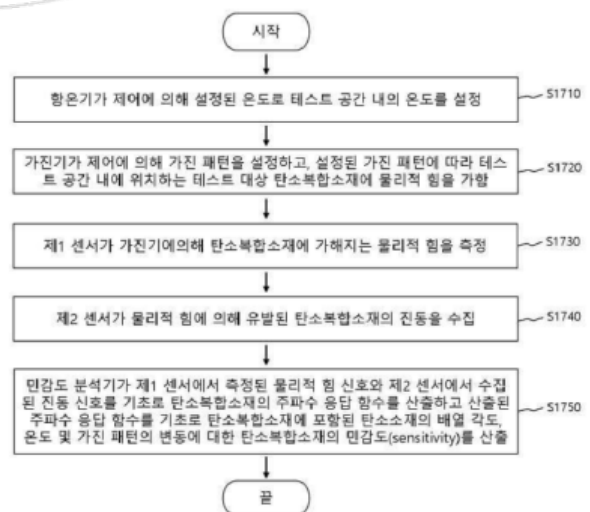 시작
항온기가 제어에 의해 설정된 온도로 테스트 공간 내의 온도를 설정
S1710
가진기가 제어에 의해 가진 패턴을 설정하고, 설정된 가진 패턴에 따라 테스
트 공간 내에 위치하는 테스트 대상 탄소복합소재에 물리적 힘을 가함
S1720
제1 센서가 가진기에의해 탄소복합소재에 가해지는 물리적 힘을 측정
S1730
제2 센서가 물리적 힘에 의해 유발된 탄소복합소재의 진동을 수집
S1740
민감도 분석기가 제1 센서에서 측정된 물리적 힘 신호와 제2 센서에서 수집
된 진동 신호를 기초로 탄소복합소재의 주파수 응답 함수를 산출하고 산출된
주파수 응답 함수를 기초로 탄소복합소재에 포함된 탄소소재의 배열 각도,
온도 및 가진 패턴의 변동에 대한 탄소복합소재의 민감도(sensitivity)를 산출
S1750
끝